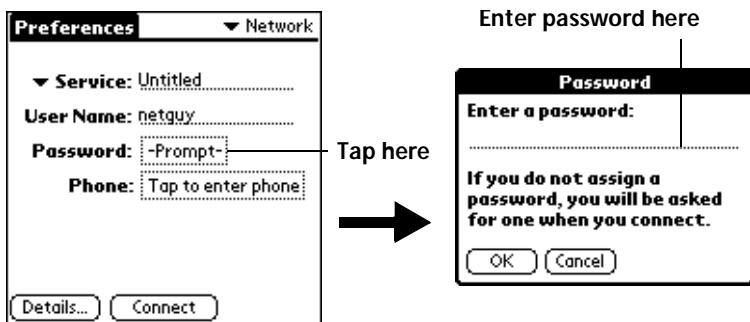 Enter password here
Preferences ▼ Network
▼ Service: Untitled
User Name: netguy
Password: -Prompt-
Tap here
Phone: Tap to enter phone
Details... Connect
Password
Enter a password:
If you do not assign a
password, you will be asked
for one when you connect.
OK Cancel